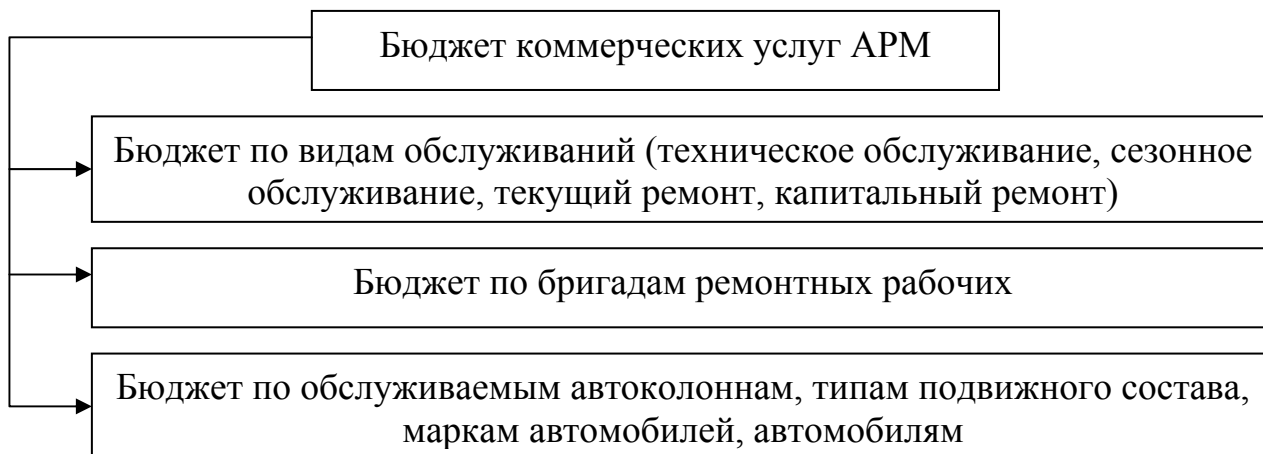 Бюджет коммерческих услуг АРМ
Бюджет по видам обслуживаний (техническое обслуживание, сезонное
обслуживание, текущий ремонт, капитальный ремонт)
Бюджет по бригадам ремонтных рабочих
Бюджет по обслуживаемым автоколоннам, типам подвижного состава,
маркам автомобилей, автомобилям